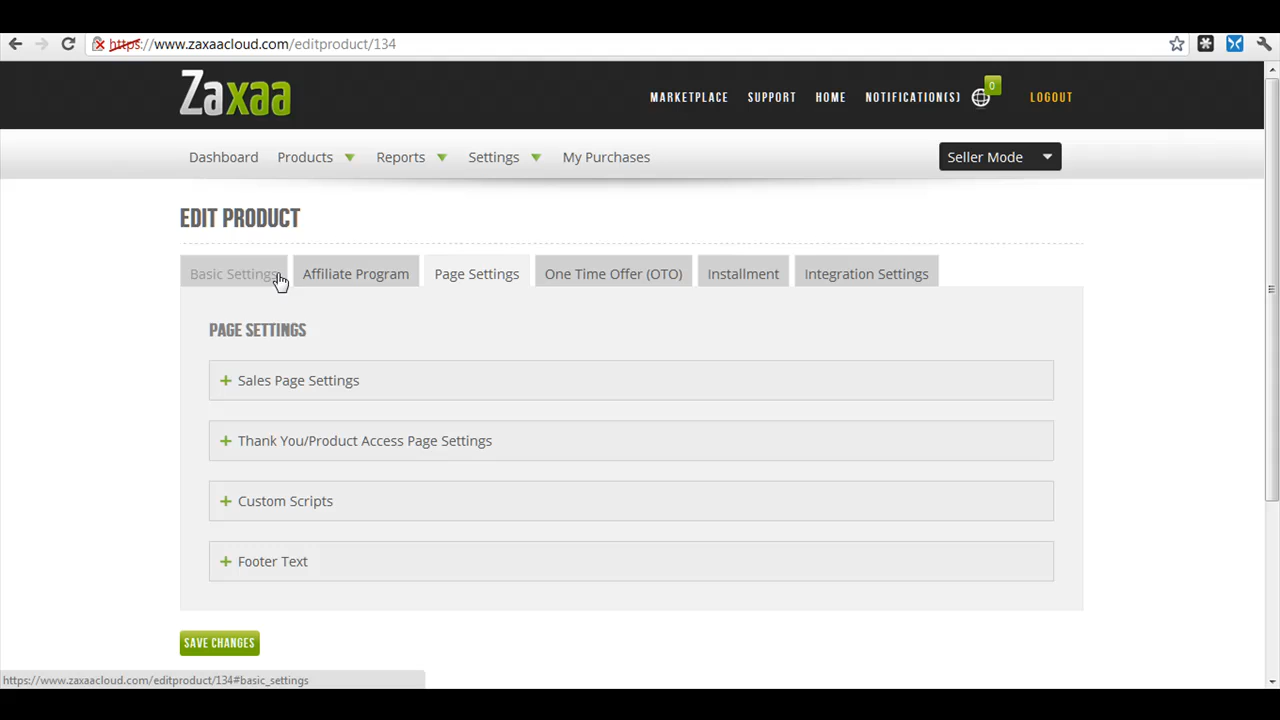 https://www.zaxaacloud.com/editproduct/134
Zaxaa
MARKETPLACE SUPPORT HOME NOTIFICATION(S) 0 LOGOUT
Dashboard Products Reports Settings My Purchases Seller Mode
EDIT PRODUCT
Basic Settings Affiliate Program Page Settings One Time Offer (OTO) Installment Integration Settings
PAGE SETTINGS
+ Sales Page Settings
+ Thank You/Product Access Page Settings
+ Custom Scripts
+ Footer Text
SAVE CHANGES
https://www.zaxaacloud.com/editproduct/134#basic_settings